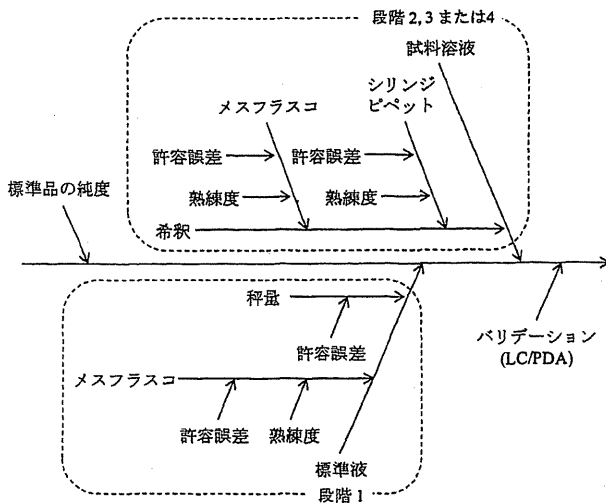 段階 2, 3 または4
試料溶液
シリンジ
ピペット
メスフラスコ
許容誤差
許容誤差
標準品の純度
熟練度
熟練度
希釈
秤量
許容誤差
バリデーション
(LC/PDA)
メスフラスコ
許容誤差
熟練度
標準液
段階 1